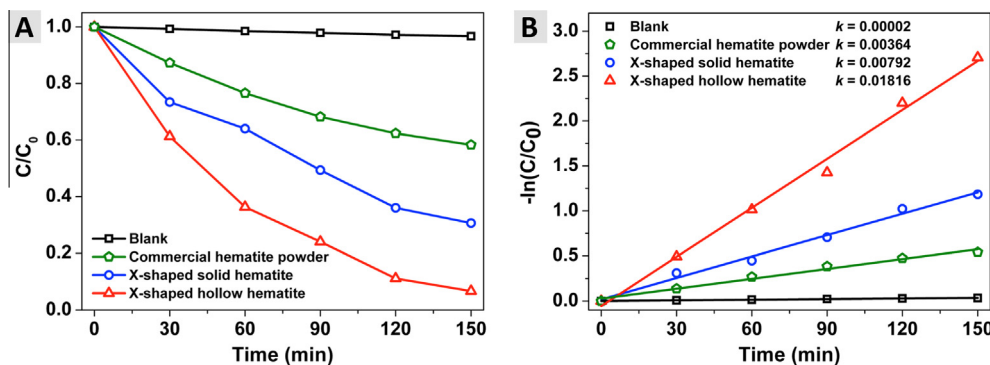 A
C/C0
1.0
0.8
0.6
0.4
0.2
0.0
Blank
Commercial hematite powder
X-shaped solid hematite
X-shaped hollow hematite
0 30 60 90 120 150
Time (min)
B
-ln(C/C0)
3.0
2.5
2.0
1.5
1.0
0.5
0.0
Blank k = 0.00002
Commercial hematite powder k = 0.00364
X-shaped solid hematite k = 0.00792
X-shaped hollow hematite k = 0.01816
0 30 60 90 120 150
Time (min)